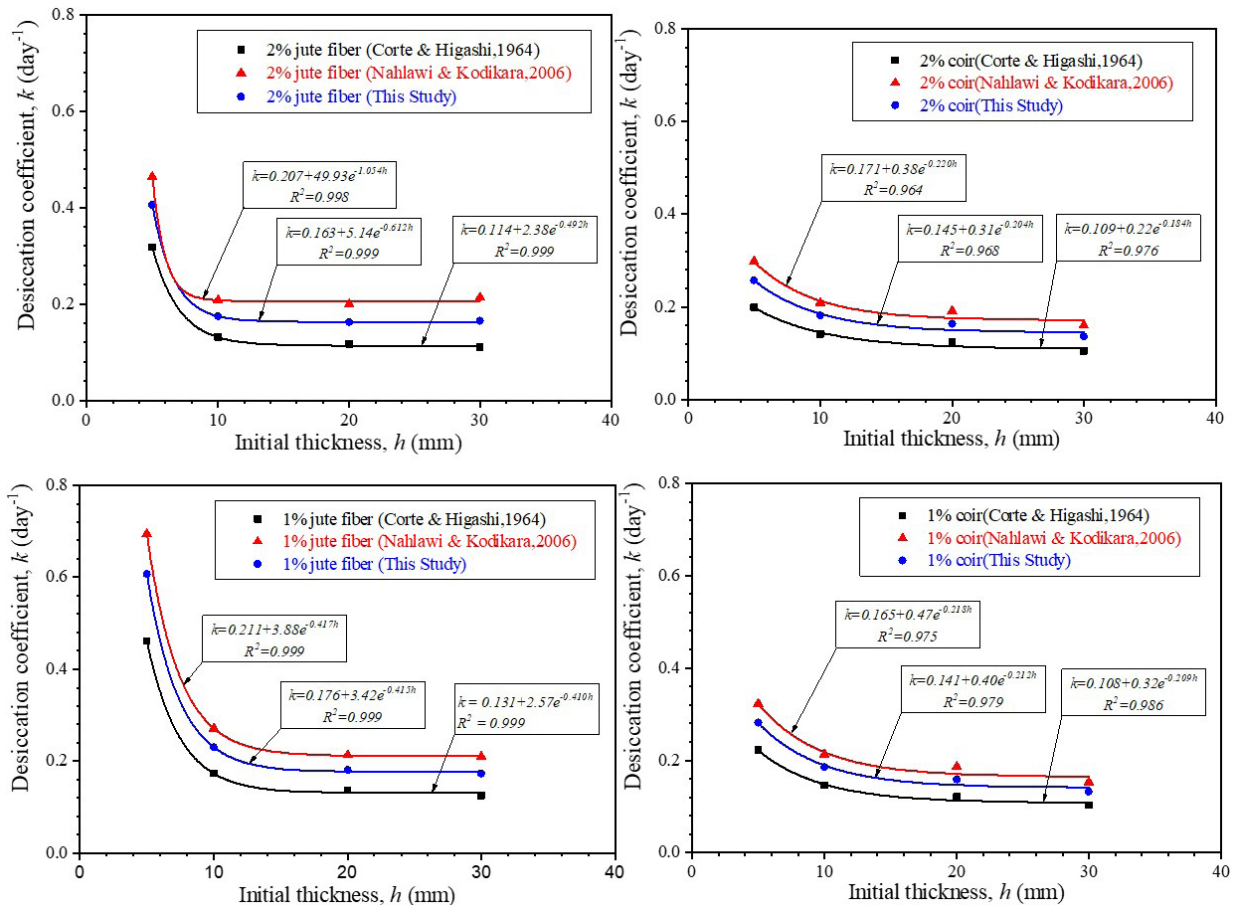 Desiccation coefficient, k (day-1)
0.8
0.6
0.4
0.2
0.0
2% jute fiber (Corte & Higashi,1964)
2% jute fiber (Nahlawi & Kodikara,2006)
2% jute fiber (This Study)
k=0.207+49.93e-1.054h
R2=0.998
k=0.163+5.14e-0.612h
R2=0.999
k=0.114+2.38e-0.492h
R2=0.999
0 10 20 30 40
Initial thickness, h (mm)
Desiccation coefficient, k (day-1)
0.8
0.6
0.4
0.2
0.0
2% coir(Corte & Higashi,1964)
2% coir(Nahlawi & Kodikara,2006)
2% coir(This Study)
k=0.171+0.38e-0.220h
R2=0.964
k=0.145+0.31e-0.204h
R2=0.968
k=0.109+0.22e-0.184h
R2=0.976
0 10 20 30 40
Initial thickness, h (mm)
Desiccation coefficient, k (day-1)
0.8
0.6
0.4
0.2
0.0
1% jute fiber (Corte & Higashi,1964)
1% jute fiber (Nahlawi & Kodikara,2006)
1% jute fiber (This Study)
k=0.211+3.88e-0.417h
R2=0.999
k=0.176+3.42e-0.415h
R2=0.999
k = 0.131+2.57e-0.410h
R2 = 0.999
0 10 20 30 40
Initial thickness, h (mm)
Desiccation coefficient, k (day-1)
0.8
0.6
0.4
0.2
0.0
1% coir(Corte & Higashi,1964)
1% coir(Nahlawi & Kodikara,2006)
1% coir(This Study)
k=0.165+0.47e-0.218h
R2=0.975
k=0.141+0.40e-0.212h
R2=0.979
k=0.108+0.32e-0.209h
R2=0.986
0 10 20 30 40
Initial thickness, h (mm)